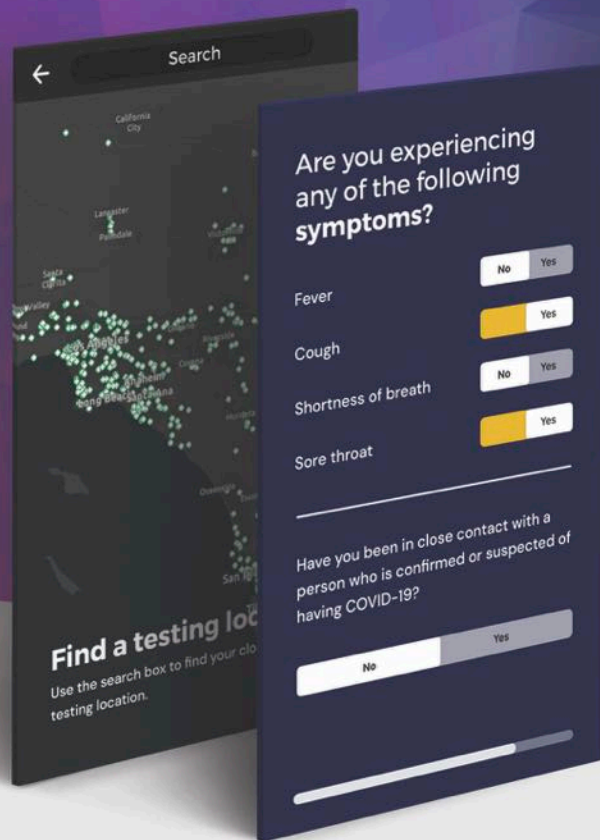 Search
California
City
Lancaster
Palmdale
Santa
Clarita
Los Angeles
Anaheim
Long Beach
Santa Ana
Oceanside
Find a testing loc
Use the search box to find your clo
testing location.
Are you experiencing
any of the following
symptoms?
Fever
No
Yes
Cough
Yes
Shortness of breath
No
Yes
Sore throat
Yes
Have you been in close contact with a
person who is confirmed or suspected of
having COVID-19?
No
Yes